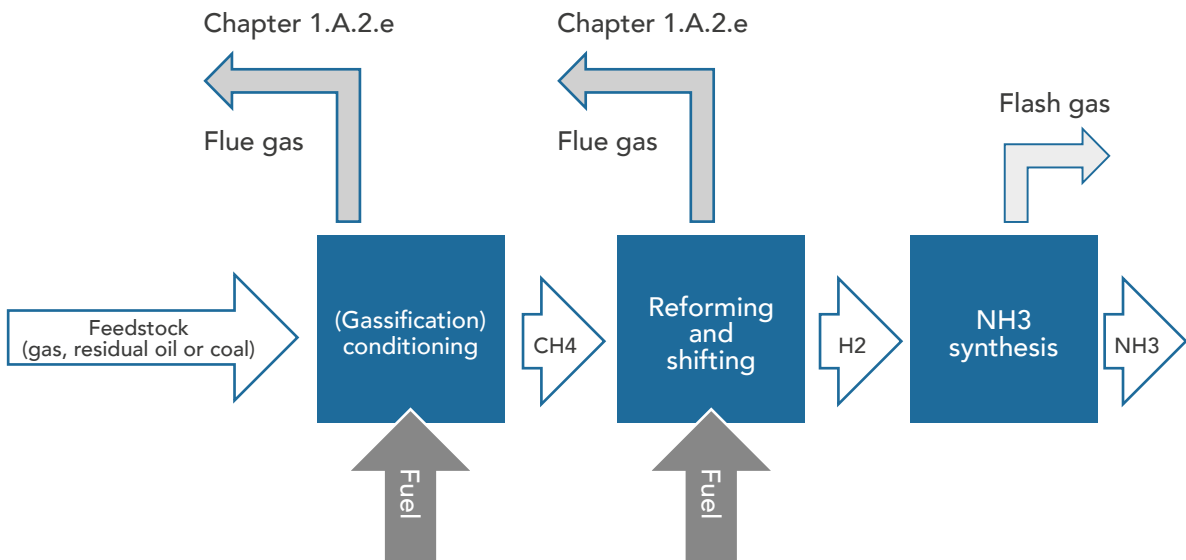 Chapter 1.A.2.e
Chapter 1.A.2.e
Flash gas
Flue gas
Flue gas
Feedstock
(gas, residual oil or coal)
(Gassification)
conditioning
CH4
Reforming
and
shifting
H2
NH3
synthesis
NH3
Fuel
Fuel